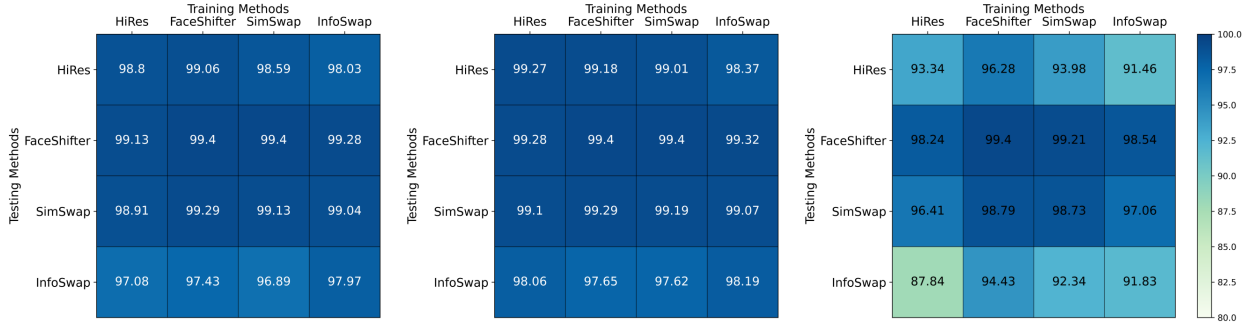 Training Methods
HiRes FaceShifter SimSwap InfoSwap
Testing Methods
HiRes 98.8 99.06 98.59 98.03
FaceShifter 99.13 99.4 99.4 99.28
SimSwap 98.91 99.29 99.13 99.04
InfoSwap 97.08 97.43 96.89 97.97
Training Methods
HiRes FaceShifter SimSwap InfoSwap
Testing Methods
HiRes 99.27 99.18 99.01 98.37
FaceShifter 99.28 99.4 99.4 99.32
SimSwap 99.1 99.29 99.19 99.07
InfoSwap 98.06 97.65 97.62 98.19
Training Methods
HiRes FaceShifter SimSwap InfoSwap
Testing Methods
HiRes 93.34 96.28 93.98 91.46
FaceShifter 98.24 99.4 99.21 98.54
SimSwap 96.41 98.79 98.73 97.06
InfoSwap 87.84 94.43 92.34 91.83
100.0
97.5
95.0
92.5
90.0
87.5
85.0
82.5
80.0